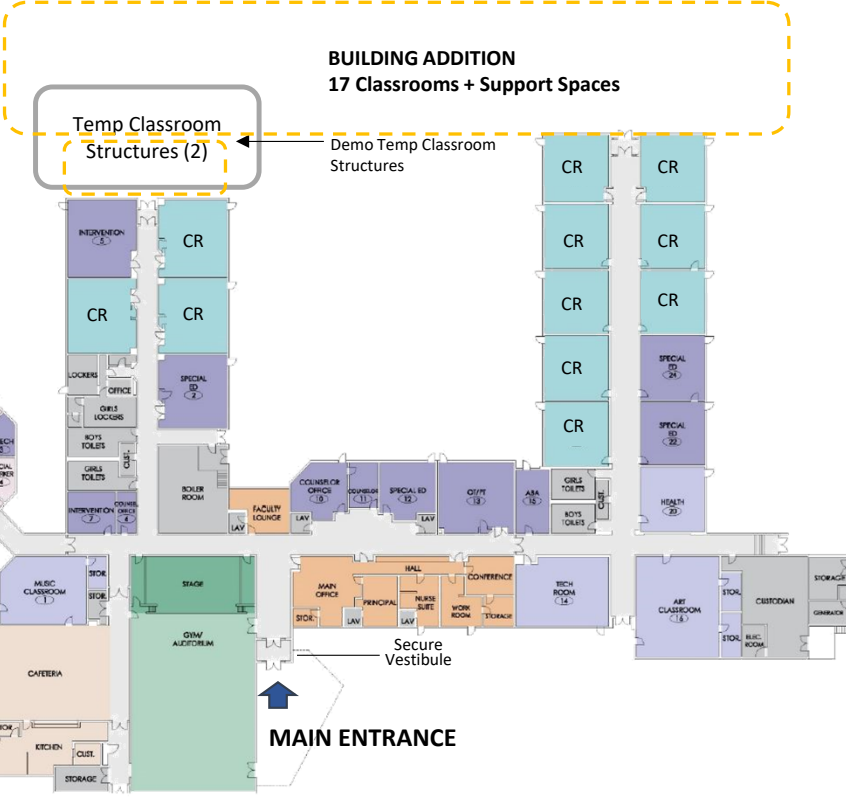 BUILDING ADDITION
17 Classrooms + Support Spaces
Temp Classroom
Structures (2)
Demo Temp Classroom
Structures
CR
CR
INTERVENTION
5
CR
CR
CR
CR
CR
CR
CR
CR
CR
LOCKERS
OFFICE
SPECIAL
ED
2
CR
SPECIAL
ED
24
GIRLS
LOCKERS
BOYS
TOILETS
CUST.
GIRLS
TOILETS
CR
SPECIAL
ED
22
BOILER
ROOM
COUNSELOR
OFFICE
10
COUNSELOR
11
SPECIAL ED
12
OT/PT
13
ABA
15
GIRLS
TOILETS
CUST.
BOYS
TOILETS
HEALTH
20
INTERVENTION
7
OFFICE
FACULTY
LOUNGE
LAV
LAV
LAV
MUSIC
CLASSROOM
1
STOR.
STOR.
STAGE
HALL
MAIN
OFFICE
PRINCIPAL
NURSE
SUITE
CONFERENCE
WORK
ROOM
STORAGE
STOR.
LAV
LAV
TECH
ROOM
14
ART
CLASSROOM
16
STOR.
STOR.
CUSTODIAN
ELEC.
ROOM
STORAGE
GENERATOR
GYM/
AUDITORIUM
Secure
Vestibule
CAFETERIA
KITCHEN
CUST.
STORAGE
MAIN ENTRANCE